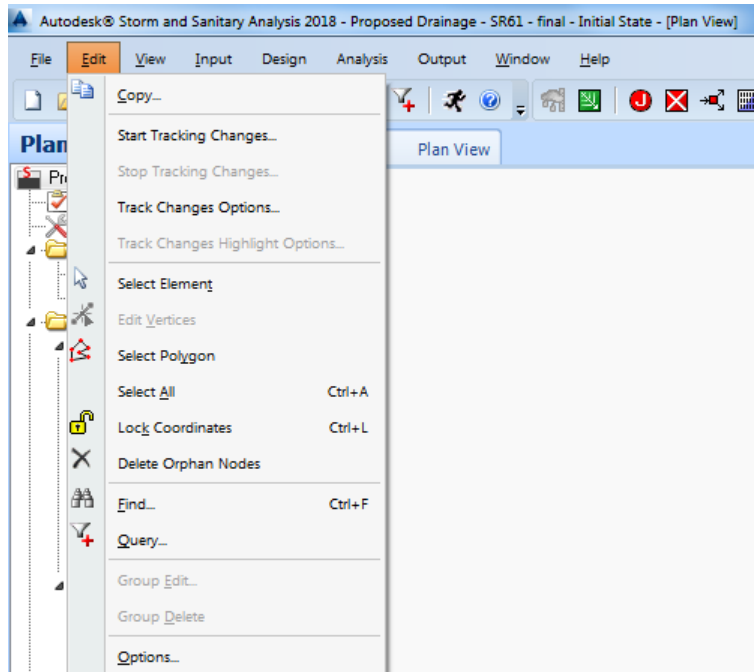 Autodesk® Storm and Sanitary Analysis 2018 - Proposed Drainage - SR61 - final - Initial State - [Plan View]
File Edit View Input Design Analysis Output Window Help
Copy...
Start Tracking Changes...
Plan View
Stop Tracking Changes...
Track Changes Options...
Track Changes Highlight Options...
Select Element
Edit Vertices
Select Polygon
Select All Ctrl+A
Lock Coordinates Ctrl+L
Delete Orphan Nodes
Find... Ctrl+F
Query...
Group Edit...
Group Delete
Options...